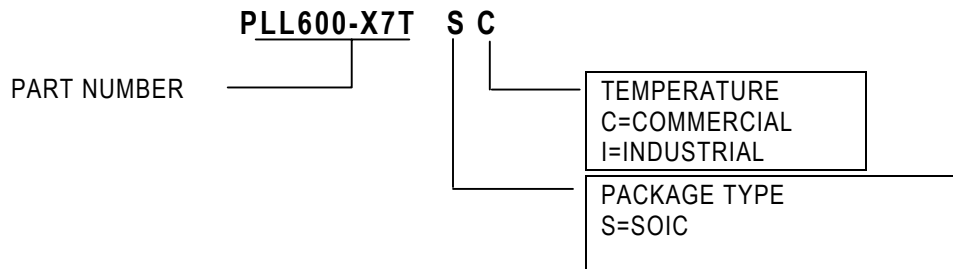 PLL600-X7T S C
PART NUMBER
TEMPERATURE
C=COMMERCIAL
I=INDUSTRIAL
PACKAGE TYPE
S=SOIC